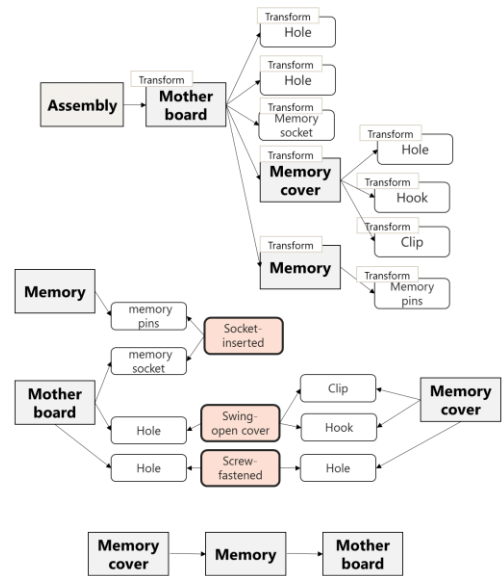 Transform
Hole
Transform
Hole
Transform
Assembly
Mother
board
Transform
Memory
socket
Transform
Hole
Transform
Memory
cover
Transform
Hook
Transform
Clip
Transform
Memory
Transform
Memory
pins
Memory
memory
pins
Socket-
inserted
memory
socket
Mother
board
Clip
Memory
cover
Hole
Swing-
open cover
Hook
Hole
Screw-
fastened
Hole
Memory
cover
Memory
Mother
board